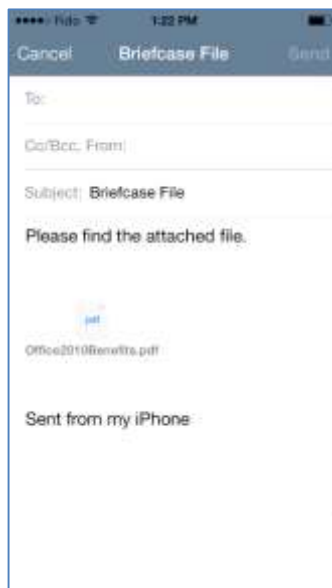 Fido 1:22 PM
Cancel Briefcase File Send
To:
Cc/Bcc, From:
Subject: Briefcase File
Please find the attached file.
pdf
Office2010Benefits.pdf
Sent from my iPhone